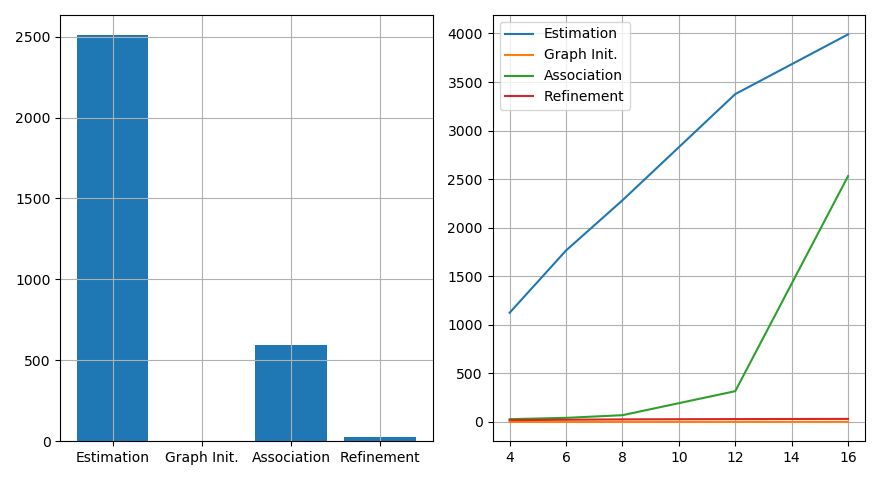 2500
2000
1500
1000
500
0
Estimation Graph Init. Association Refinement
4000
3500
3000
2500
2000
1500
1000
500
0
4 6 8 10 12 14 16
Estimation
Graph Init.
Association
Refinement